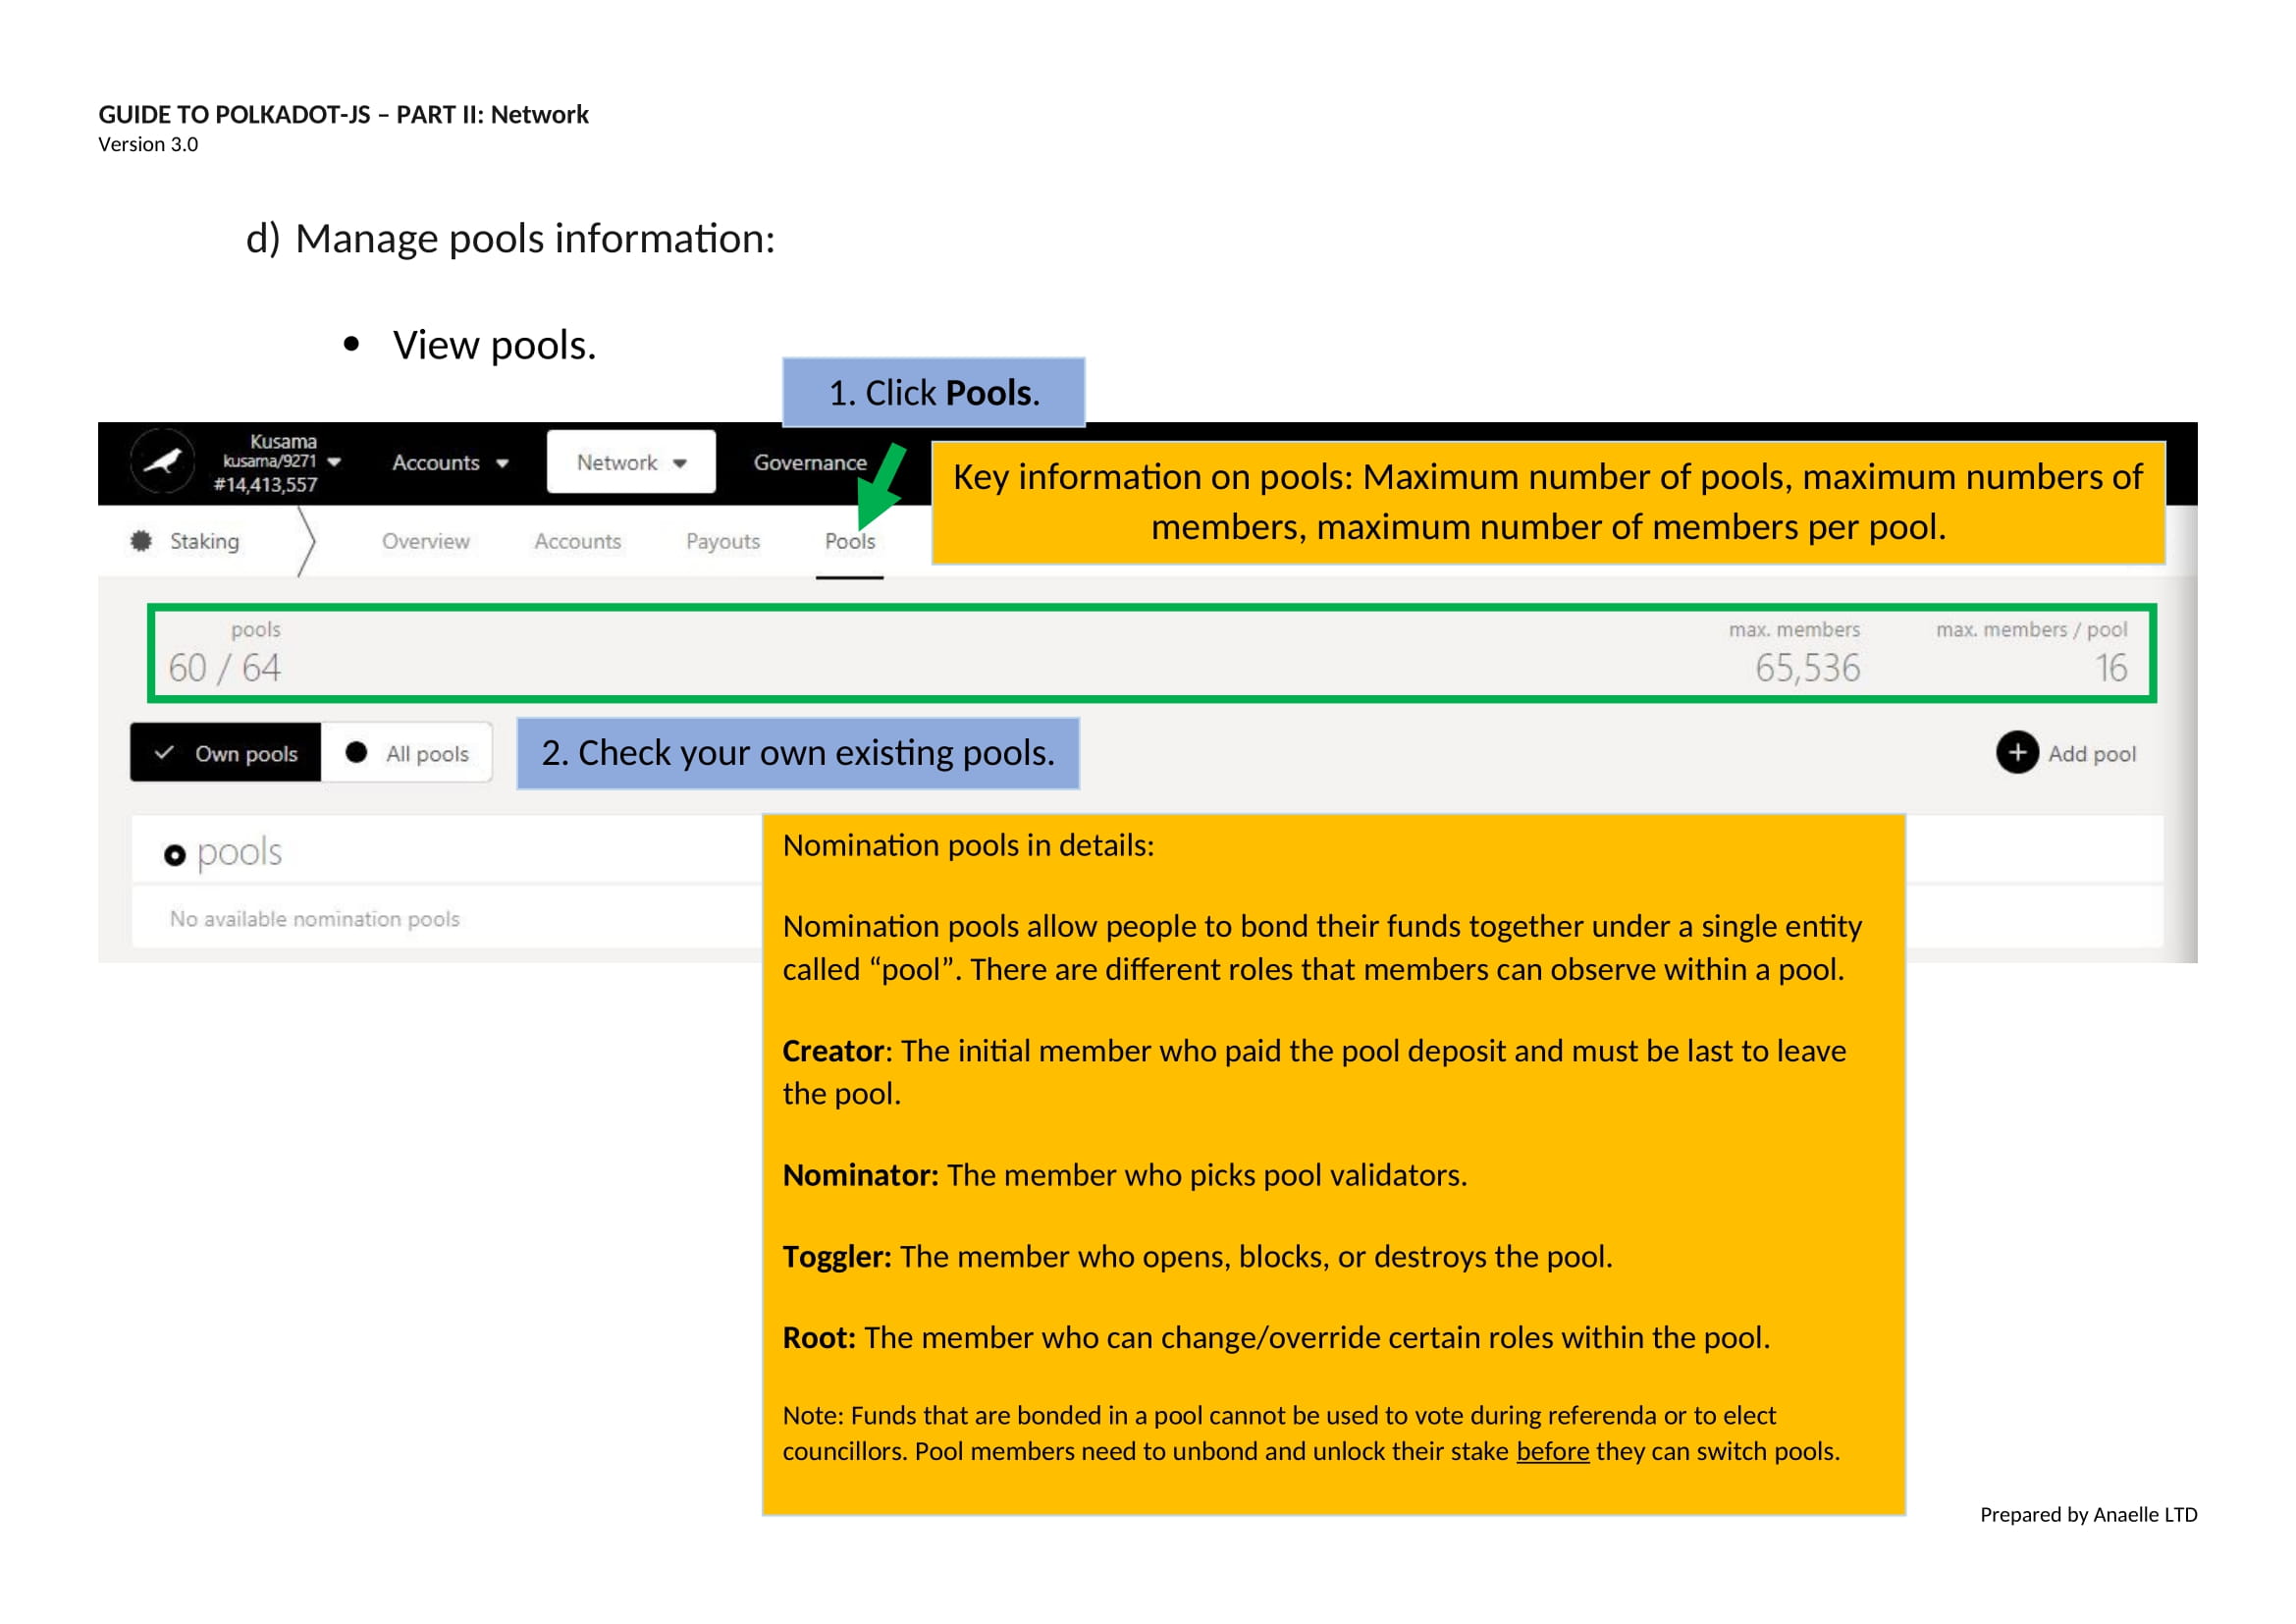 GUIDE TO POLKADOT-JS – PART II: Network
Version 3.0
d) Manage pools information:
• View pools.
1. Click Pools.
Kusama
kusama/9271
#14,413,557
Accounts
Network
Governance
Key information on pools: Maximum number of pools, maximum numbers of
members, maximum number of members per pool.
Staking
Overview
Accounts
Payouts
Pools
pools
60 / 64
max. members
65,536
max. members / pool
16
Own pools
All pools
2. Check your own existing pools.
Add pool
pools
No available nomination pools
Nomination pools in details:
Nomination pools allow people to bond their funds together under a single entity
called “pool”. There are different roles that members can observe within a pool.
Creator: The initial member who paid the pool deposit and must be last to leave
the pool.
Nominator: The member who picks pool validators.
Toggler: The member who opens, blocks, or destroys the pool.
Root: The member who can change/override certain roles within the pool.
Note: Funds that are bonded in a pool cannot be used to vote during referenda or to elect
councillors. Pool members need to unbond and unlock their stake before they can switch pools.
Prepared by Anaelle LTD